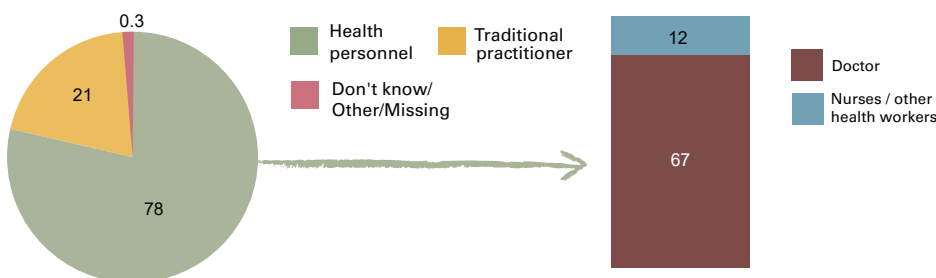 0.3
21
78
Health
personnel
Traditional
practitioner
Don't know/
Other/Missing
12
67
Doctor
Nurses / other
health workers